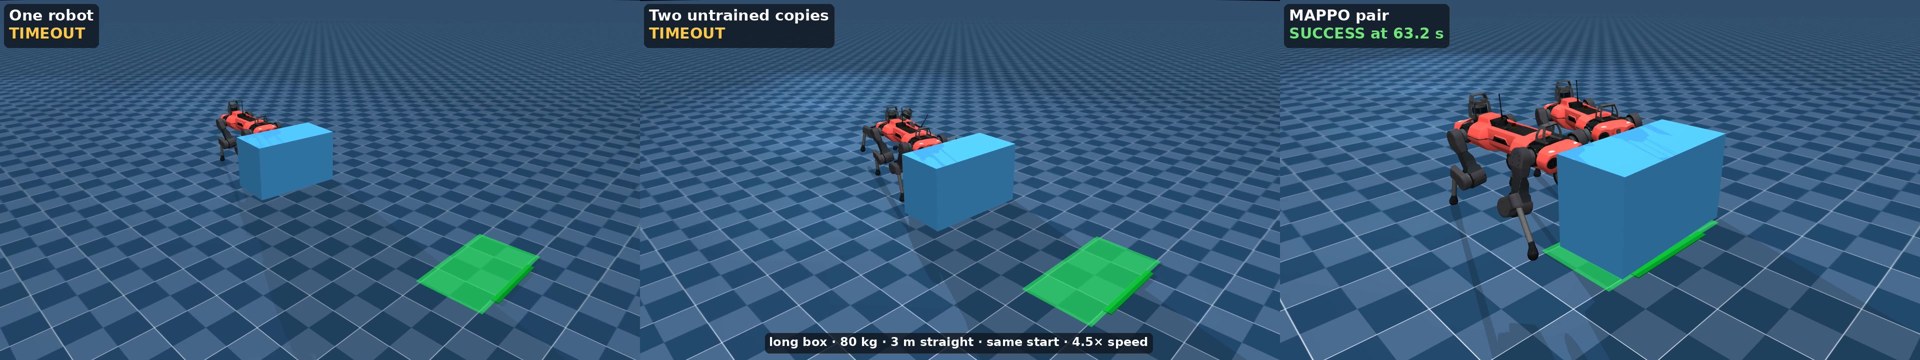 One robot
TIMEOUT
Two untrained copies
TIMEOUT
MAPPO pair
SUCCESS at 63.2 s
long box · 80 kg · 3 m straight · same start · 4.5× speed